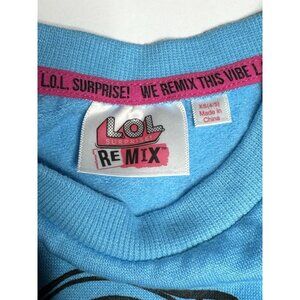 L.O.L. SURPRISE! WE REMIX THIS VIBE L
L.O.L.
SURPRISE!
REMIX
XS(4/5)
Made in
China